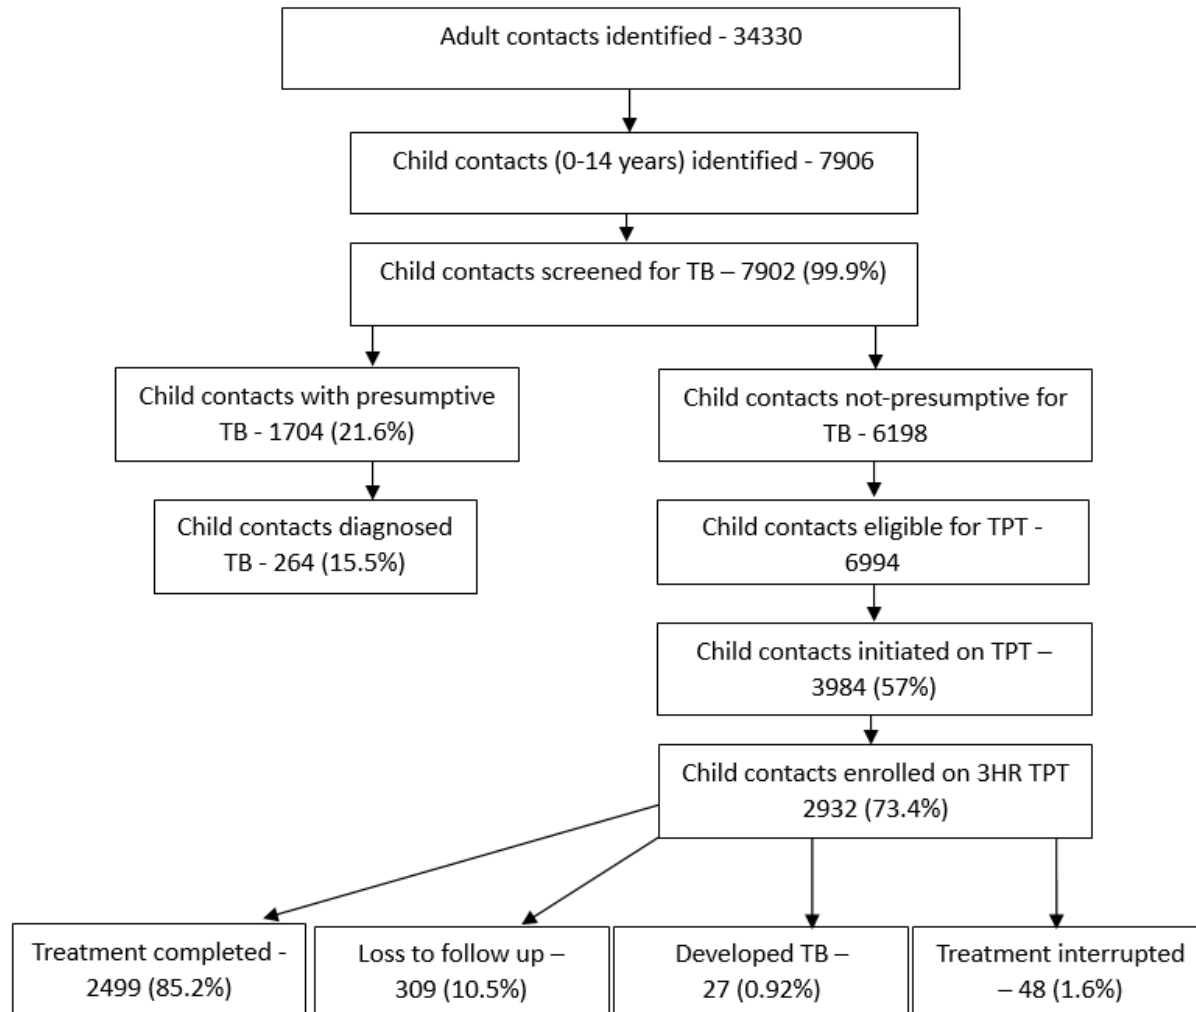 Adult contacts identified - 34330
Child contacts (0-14 years) identified - 7906
Child contacts screened for TB – 7902 (99.9%)
Child contacts with presumptive
TB - 1704 (21.6%)
Child contacts not-presumptive for
TB - 6198
Child contacts diagnosed
TB - 264 (15.5%)
Child contacts eligible for TPT -
6994
Child contacts initiated on TPT –
3984 (57%)
Child contacts enrolled on 3HR TPT
2932 (73.4%)
Treatment completed -
2499 (85.2%)
Loss to follow up –
309 (10.5%)
Developed TB –
27 (0.92%)
Treatment interrupted
– 48 (1.6%)